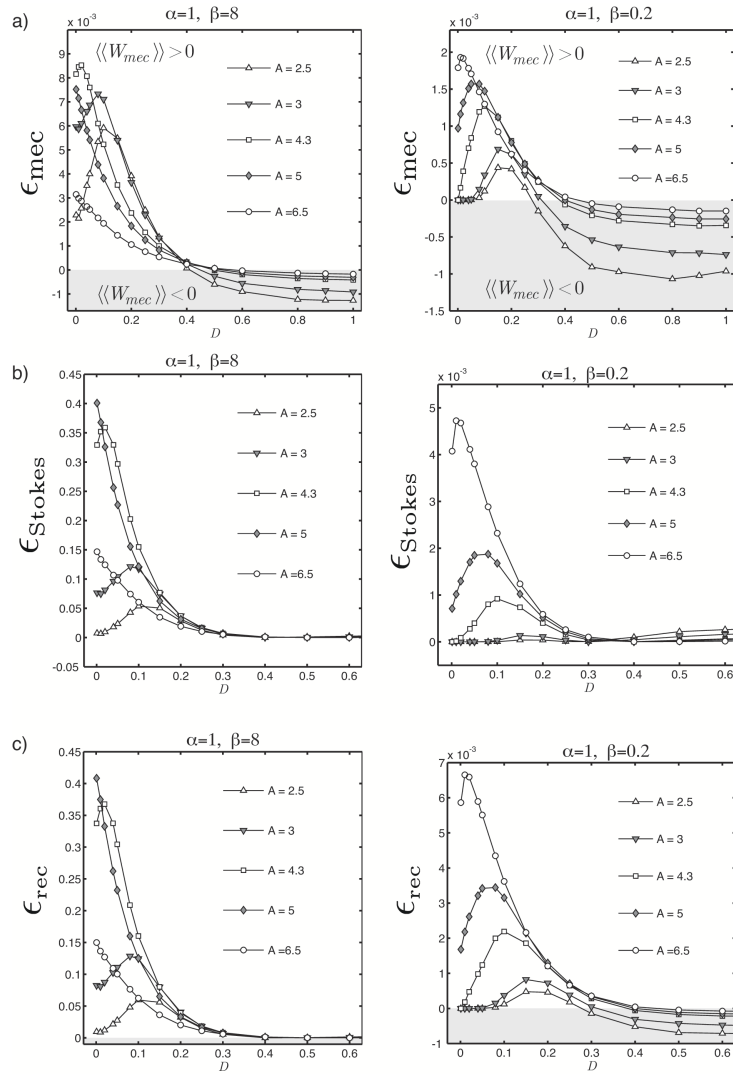 a)
α=1, β=8
x 10⁻³
⟨⟨W_mec⟩⟩>0
A = 2.5
A = 3
A = 4.3
A = 5
A =6.5
⟨⟨W_mec⟩⟩<0
9
8
7
6
5
4
3
2
1
0
-1
0
0.2
0.4
0.6
0.8
1
D
ϵmec
α=1, β=0.2
x 10⁻³
⟨⟨W_mec⟩⟩>0
A = 2.5
A = 3
A = 4.3
A = 5
A = 6.5
⟨⟨W_mec⟩⟩<0
2
1.5
1
0.5
0
-0.5
-1
-1.5
0
0.2
0.4
0.6
0.8
1
D
ϵmec
b)
α=1, β=8
A = 2.5
A = 3
A = 4.3
A = 5
A =6.5
0.45
0.4
0.35
0.3
0.25
0.2
0.15
0.1
0.05
0
-0.05
0
0.1
0.2
0.3
0.4
0.5
0.6
D
ϵStokes
α=1, β=0.2
x 10⁻³
A = 2.5
A = 3
A = 4.3
A = 5
A = 6.5
5
4
3
2
1
0
0
0.1
0.2
0.3
0.4
0.5
0.6
D
ϵStokes
c)
α=1, β=8
A = 2.5
A = 3
A = 4.3
A = 5
A =6.5
0.45
0.4
0.35
0.3
0.25
0.2
0.15
0.1
0.05
0
0
0.1
0.2
0.3
0.4
0.5
0.6
D
ϵrec
α=1, β=0.2
x 10⁻³
A = 2.5
A = 3
A = 4.3
A = 5
A = 6.5
7
6
5
4
3
2
1
0
-1
0
0.1
0.2
0.3
0.4
0.5
0.6
D
ϵrec